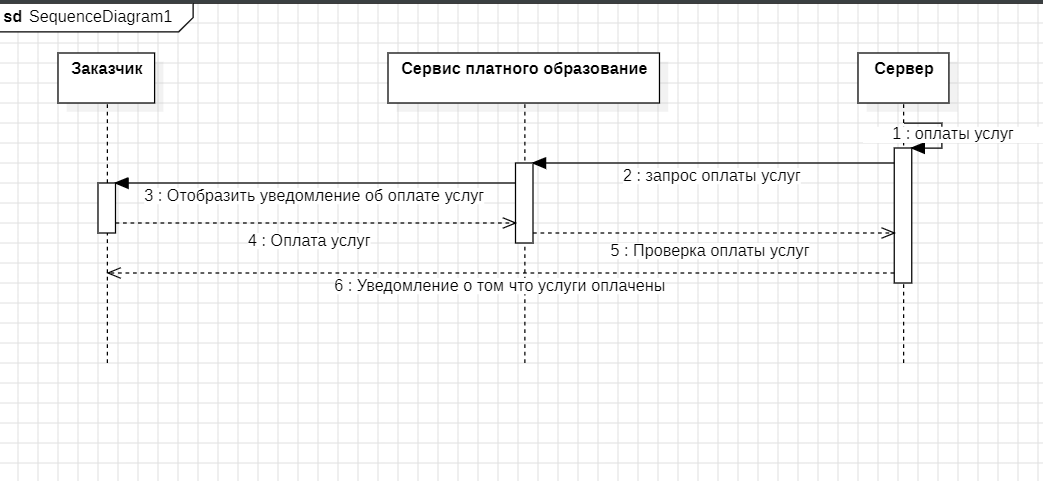 sd SequenceDiagram1
Заказчик
Сервис платного образование
Сервер
1 : оплаты услуг
2 : запрос оплаты услуг
3 : Отобразить уведомление об оплате услуг
4 : Оплата услуг
5 : Проверка оплаты услуг
6 : Уведомление о том что услуги оплачены